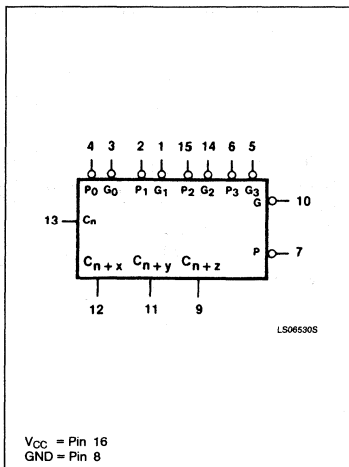 4 3 2 1 15 14 6 5
P0 G0 P1 G1 P2 G2 P3 G3
G 10
13 Cn
P 7
Cn+x Cn+y Cn+z
12 11 9
LS06530S
VCC = Pin 16
GND = Pin 8